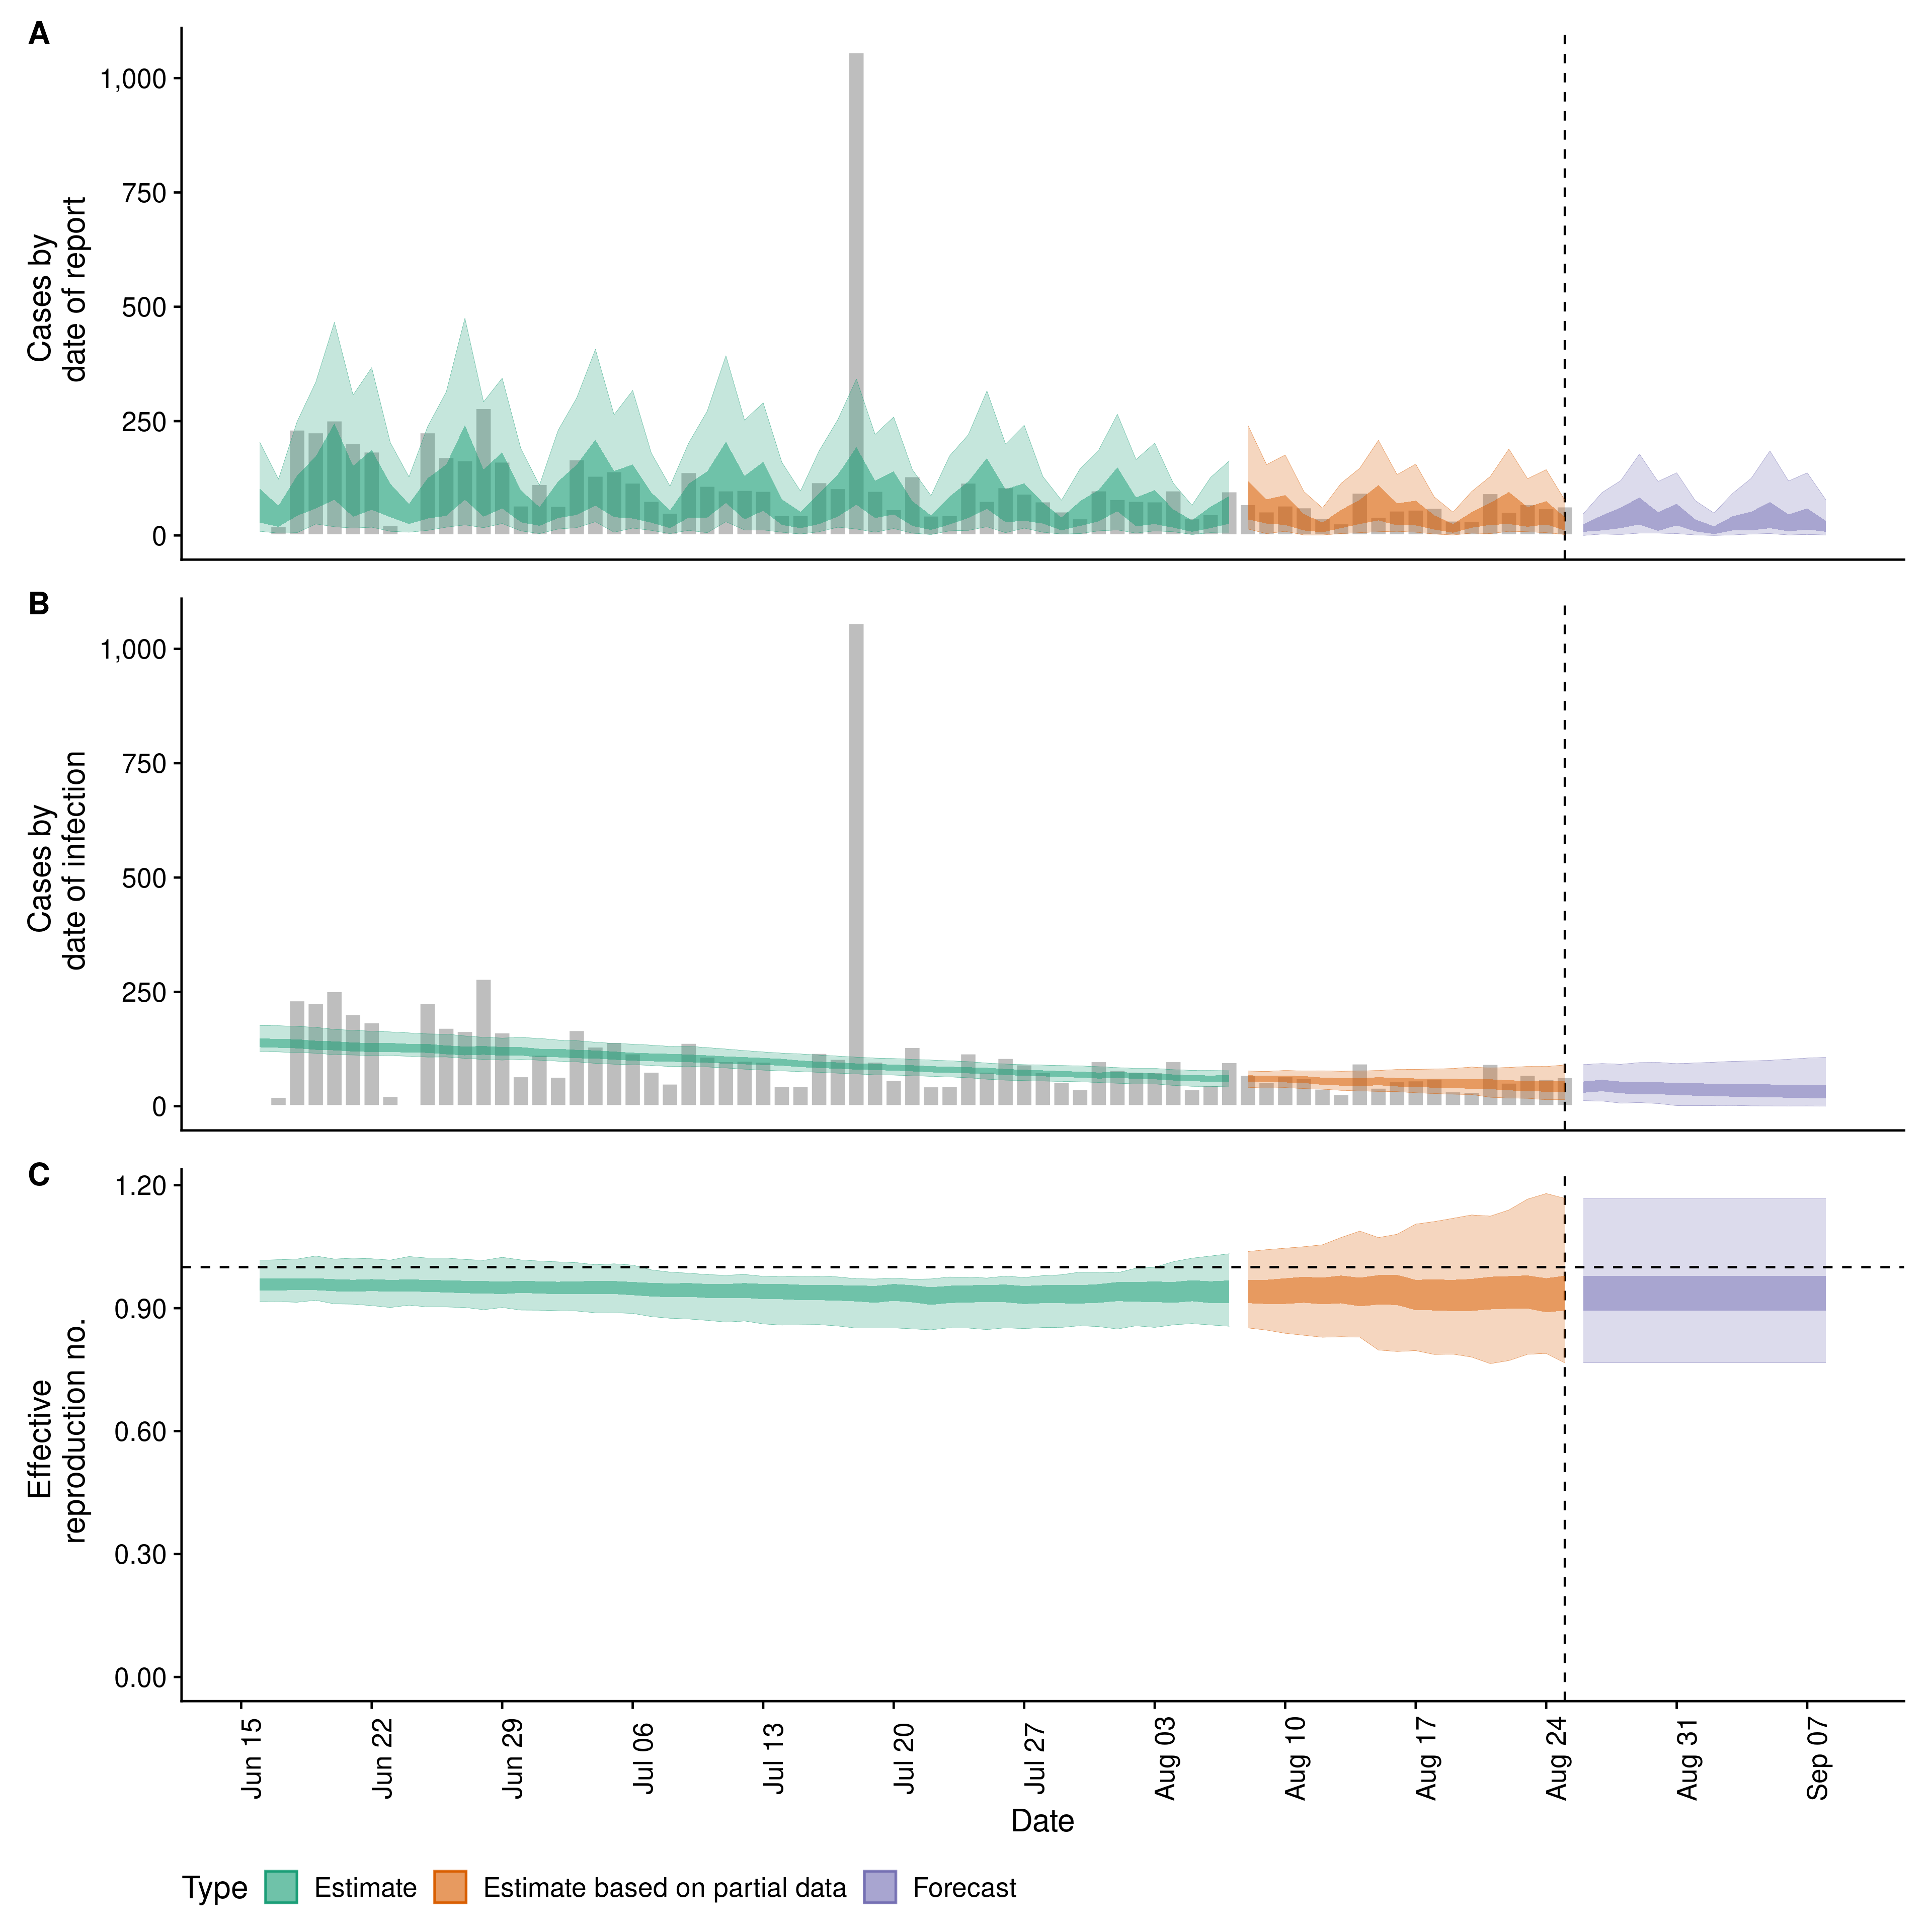 A
Cases by
date of report
1,000
750
500
250
0
B
Cases by
date of infection
1,000
750
500
250
0
C
Effective
reproduction no.
1.20
0.90
0.60
0.30
0.00
Jun 15
Jun 22
Jun 29
Jul 06
Jul 13
Jul 20
Jul 27
Aug 03
Aug 10
Aug 17
Aug 24
Aug 31
Sep 07
Date
Type Estimate Estimate based on partial data Forecast